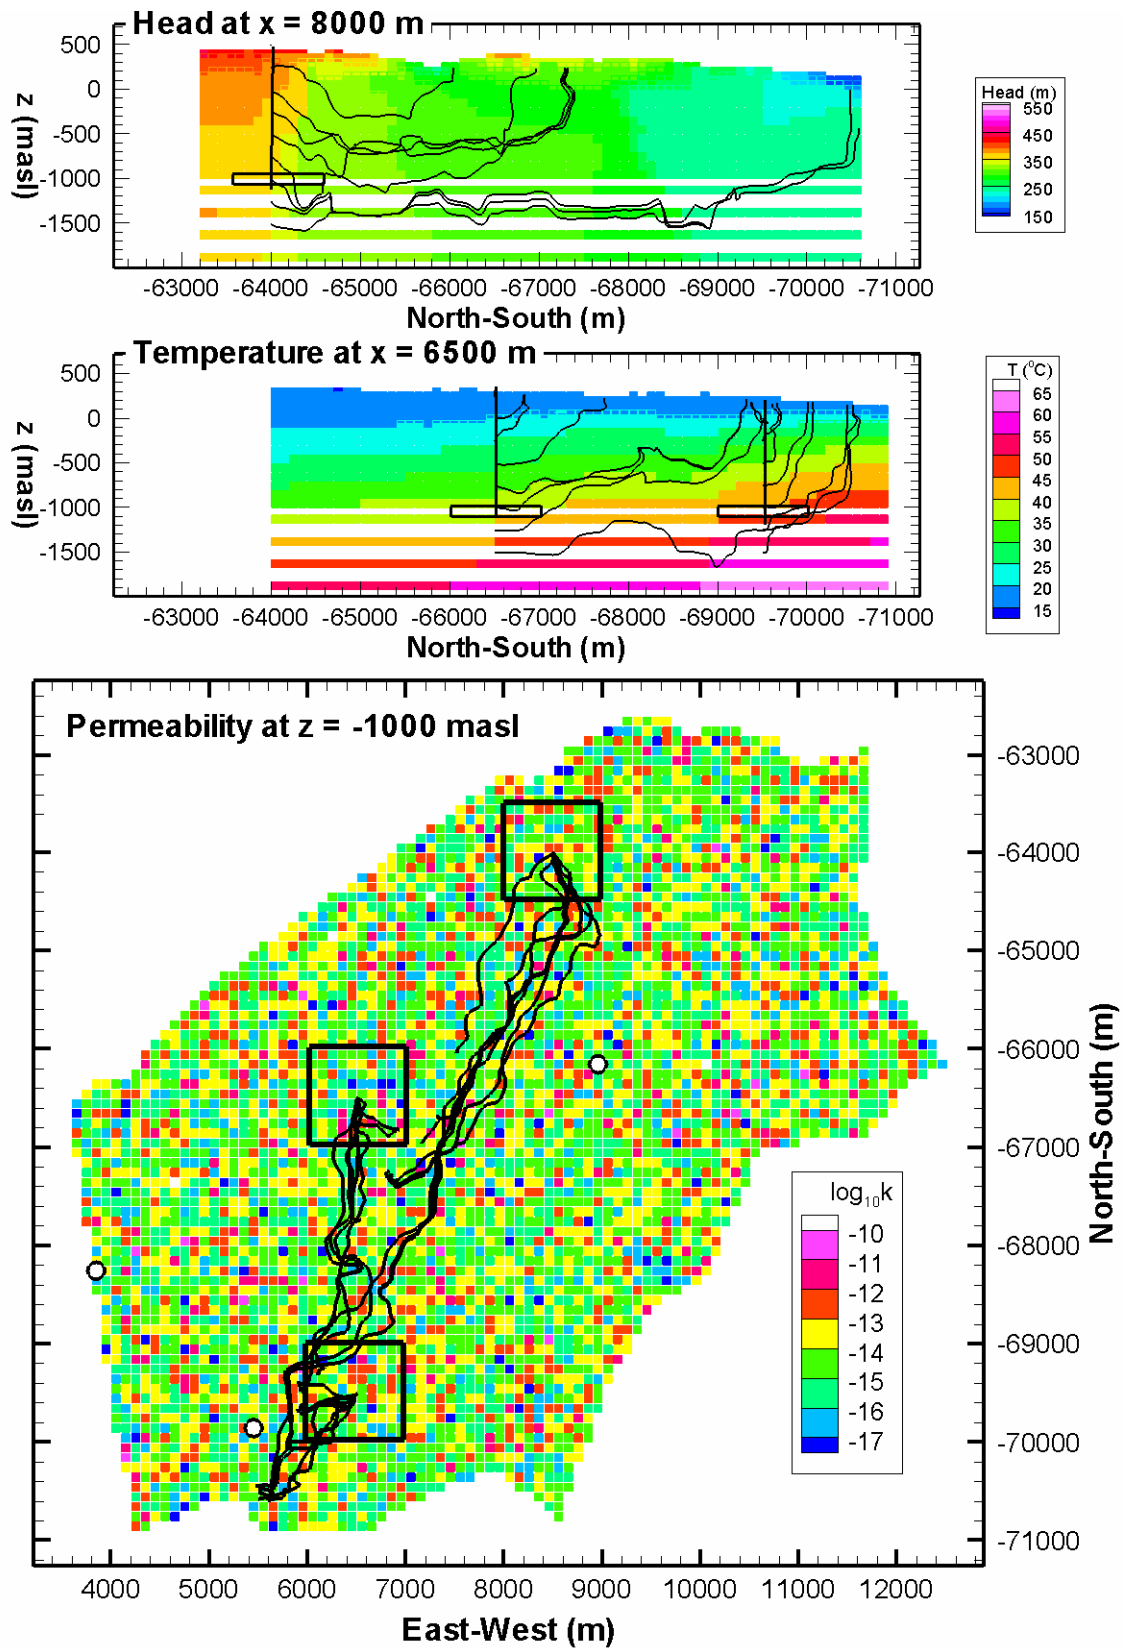 Head at x = 8000 m
500
0
-500
-1000
-1500
z (masl)
-63000 -64000 -65000 -66000 -67000 -68000 -69000 -70000 -71000
North-South (m)
Head (m)
550
450
350
250
150
Temperature at x = 6500 m
500
0
-500
-1000
-1500
z (masl)
-63000 -64000 -65000 -66000 -67000 -68000 -69000 -70000 -71000
North-South (m)
T (⁰C)
65
60
55
50
45
40
35
30
25
20
15
Permeability at z = -1000 masl
-63000
-64000
-65000
-66000
-67000
-68000
-69000
-70000
-71000
North-South (m)
log₁₀k
-10
-11
-12
-13
-14
-15
-16
-17
4000 5000 6000 7000 8000 9000 10000 11000 12000
East-West (m)